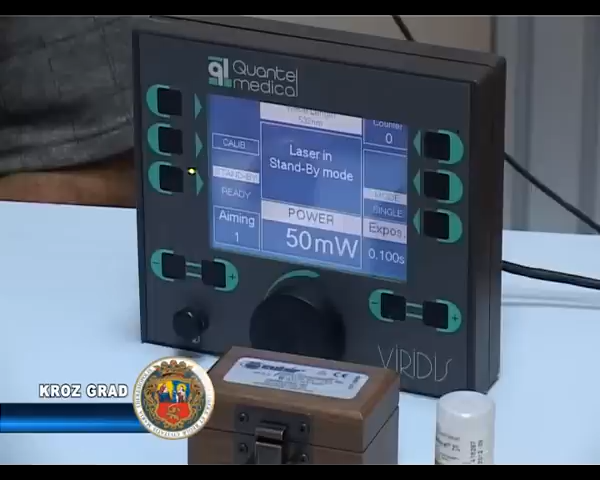 Quantel
medical
532nm
Counter
0
CALIB
Laser in
Stand-By mode
STAND-BY
READY
MODE
SINGLE
Aiming
1
POWER
50mW
Expos.
0.100s
- +
- +
VIRIDIS
KROZ GRAD